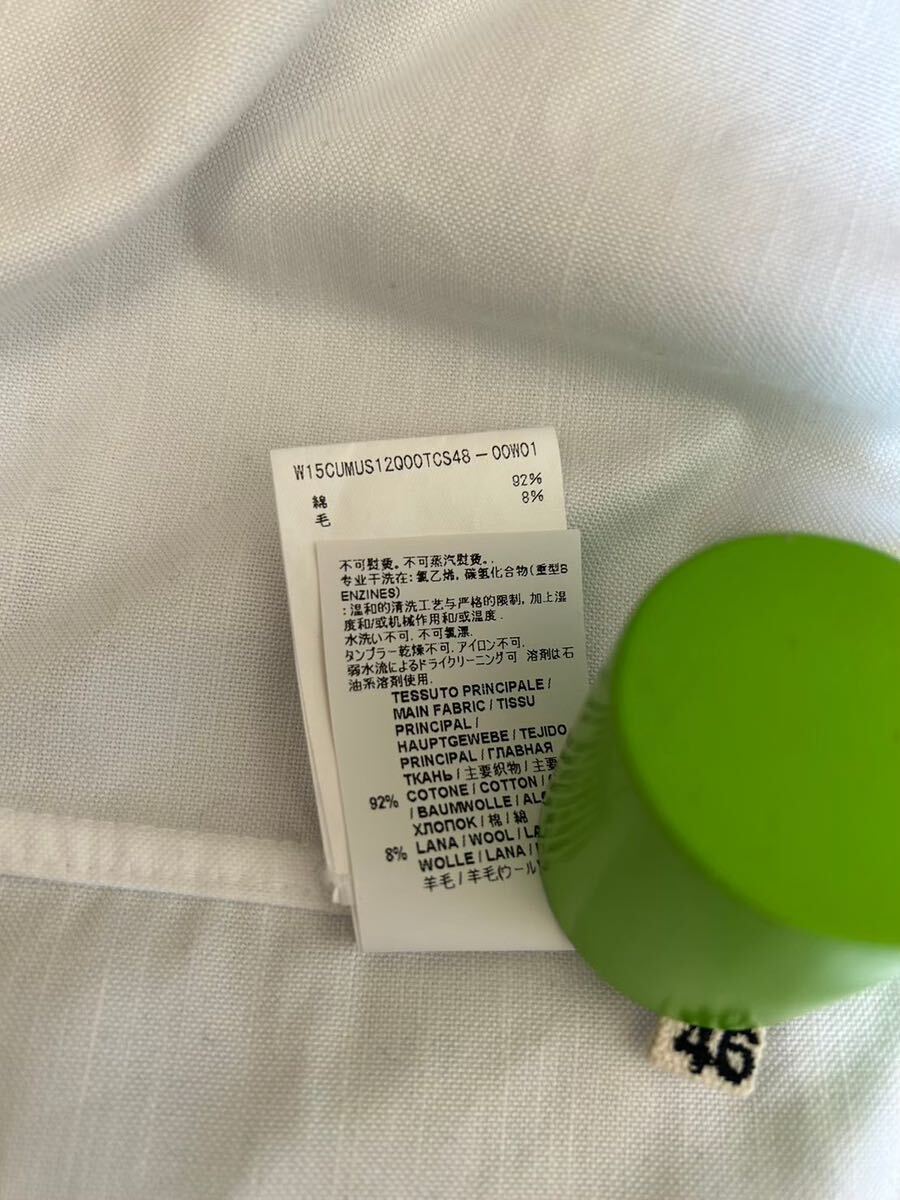 W15CUMUS12Q00TCS48-00W01
綿 92%
毛 8%
不可熨烫。不可蒸汽熨烫。.
专业干洗在:氯乙烯,碳氢化合物(重型B
ENZINES)
:温和的清洗工艺与严格的限制,加上湿
度和/或机械作用和/或温度.
水洗い不可.不可氯漂.
タンブラー乾燥不可.アイロン不可.
弱水流によるドライクリーニング可 溶剤は石
油系溶剤使用.
TESSUTO PRINCIPALE /
MAIN FABRIC / TISSU
PRINCIPAL /
HAUPTGEWEBE / TEJIDO
PRINCIPAL / ГЛАВНАЯ
ТКАНЬ / 主要织物 / 主要
92% COTONE / COTTON /
/ BAUMWOLLE /
ХЛОПОК / 棉 / 綿
8% LANA / WOOL /
WOLLE / LANA /
羊毛 / 羊毛(ウール)
46